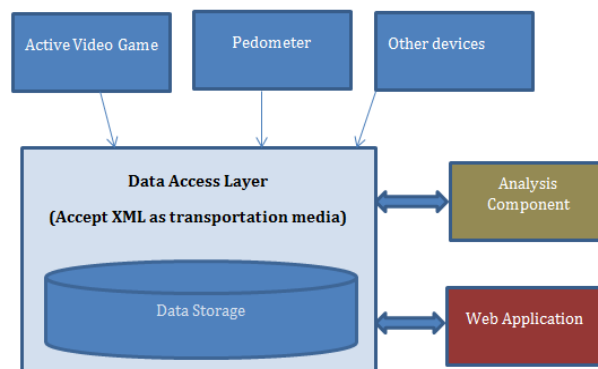 Active Video Game
Pedometer
Other devices
Data Access Layer
(Accept XML as transportation media)
Data Storage
Analysis
Component
Web Application